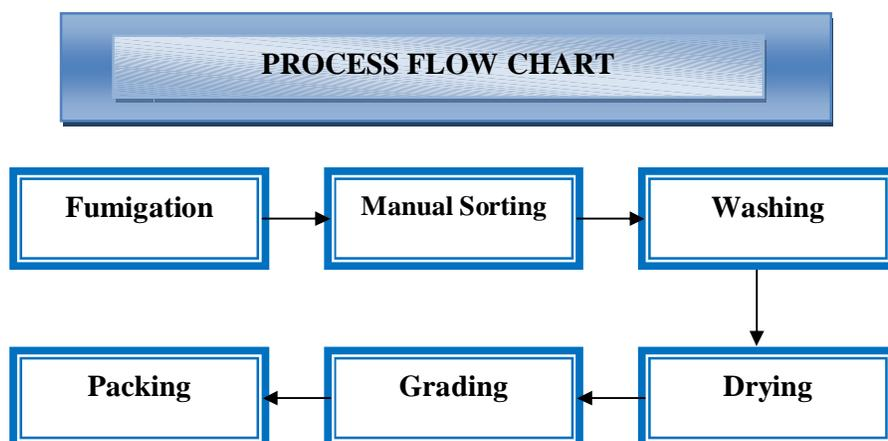 PROCESS FLOW CHART
Fumigation
Manual Sorting
Washing
Drying
Grading
Packing